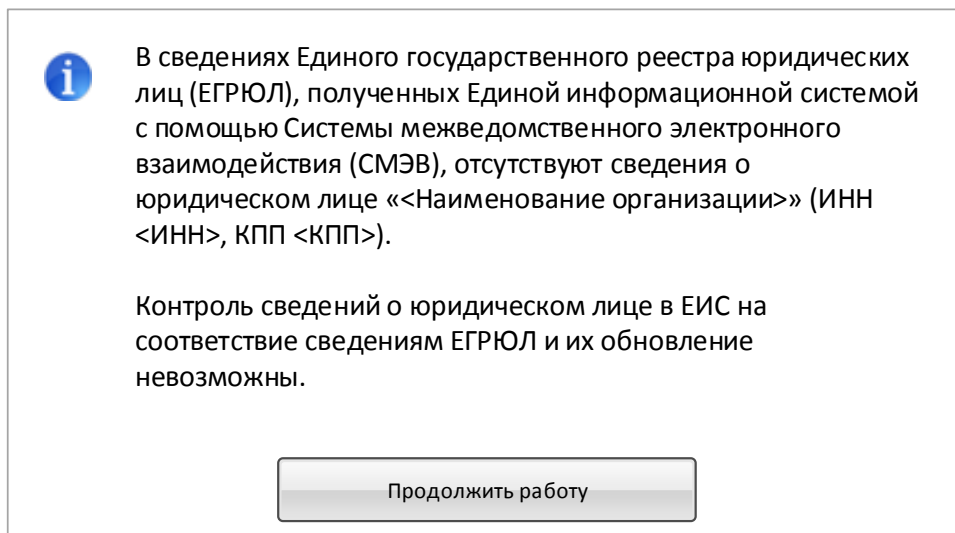 В сведениях Единого государственного реестра юридических
лиц (ЕГРЮЛ), полученных Единой информационной системой
с помощью Системы межведомственного электронного
взаимодействия (СМЭВ), отсутствуют сведения о
юридическом лице «<Наименование организации>» (ИНН
<ИНН>, КПП <КПП>).
Контроль сведений о юридическом лице в ЕИС на
соответствие сведениям ЕГРЮЛ и их обновление
невозможны.
Продолжить работу